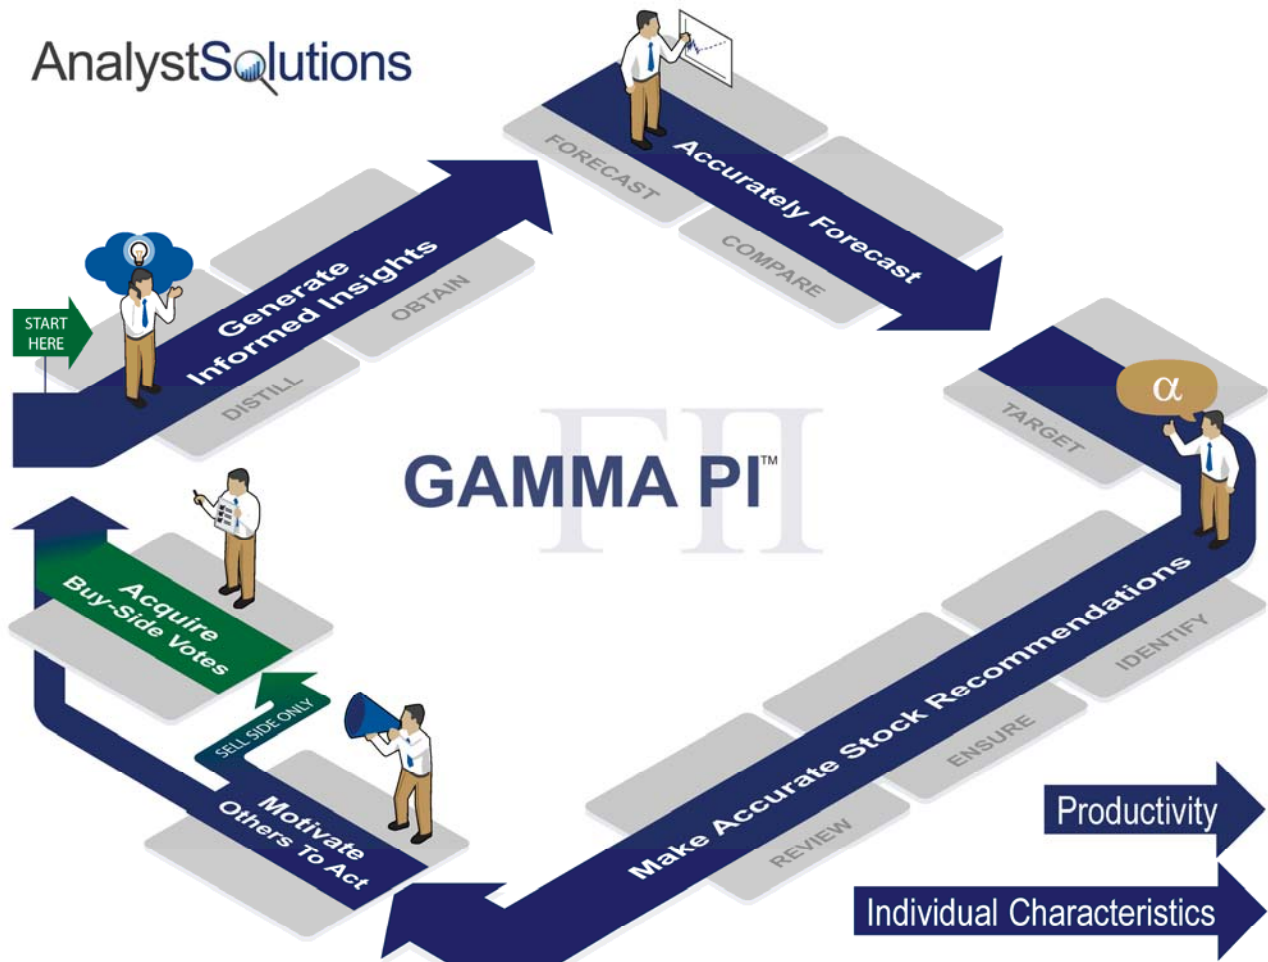 AnalystSolutions
FORECAST
Accurately Forecast
COMPARE
START
HERE
Generate
Informed Insights
OBTAIN
DISTILL
α
TARGET
ΓΠ
GAMMA PI™
Acquire
Buy-Side Votes
SELL SIDE ONLY
Motivate
Others To Act
Make Accurate Stock Recommendations
IDENTIFY
ENSURE
REVIEW
Productivity
Individual Characteristics